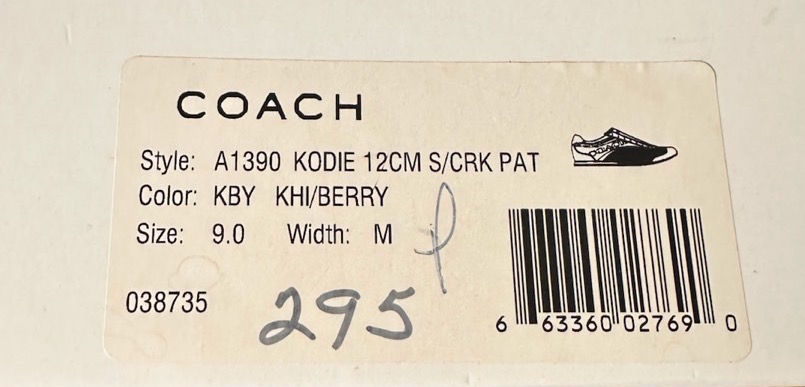 COACH
Style: A1390 KODIE 12CM S/CRK PAT
Color: KBY KHI/BERRY
Size: 9.0 Width: M
038735
295
6 63360 02769 0